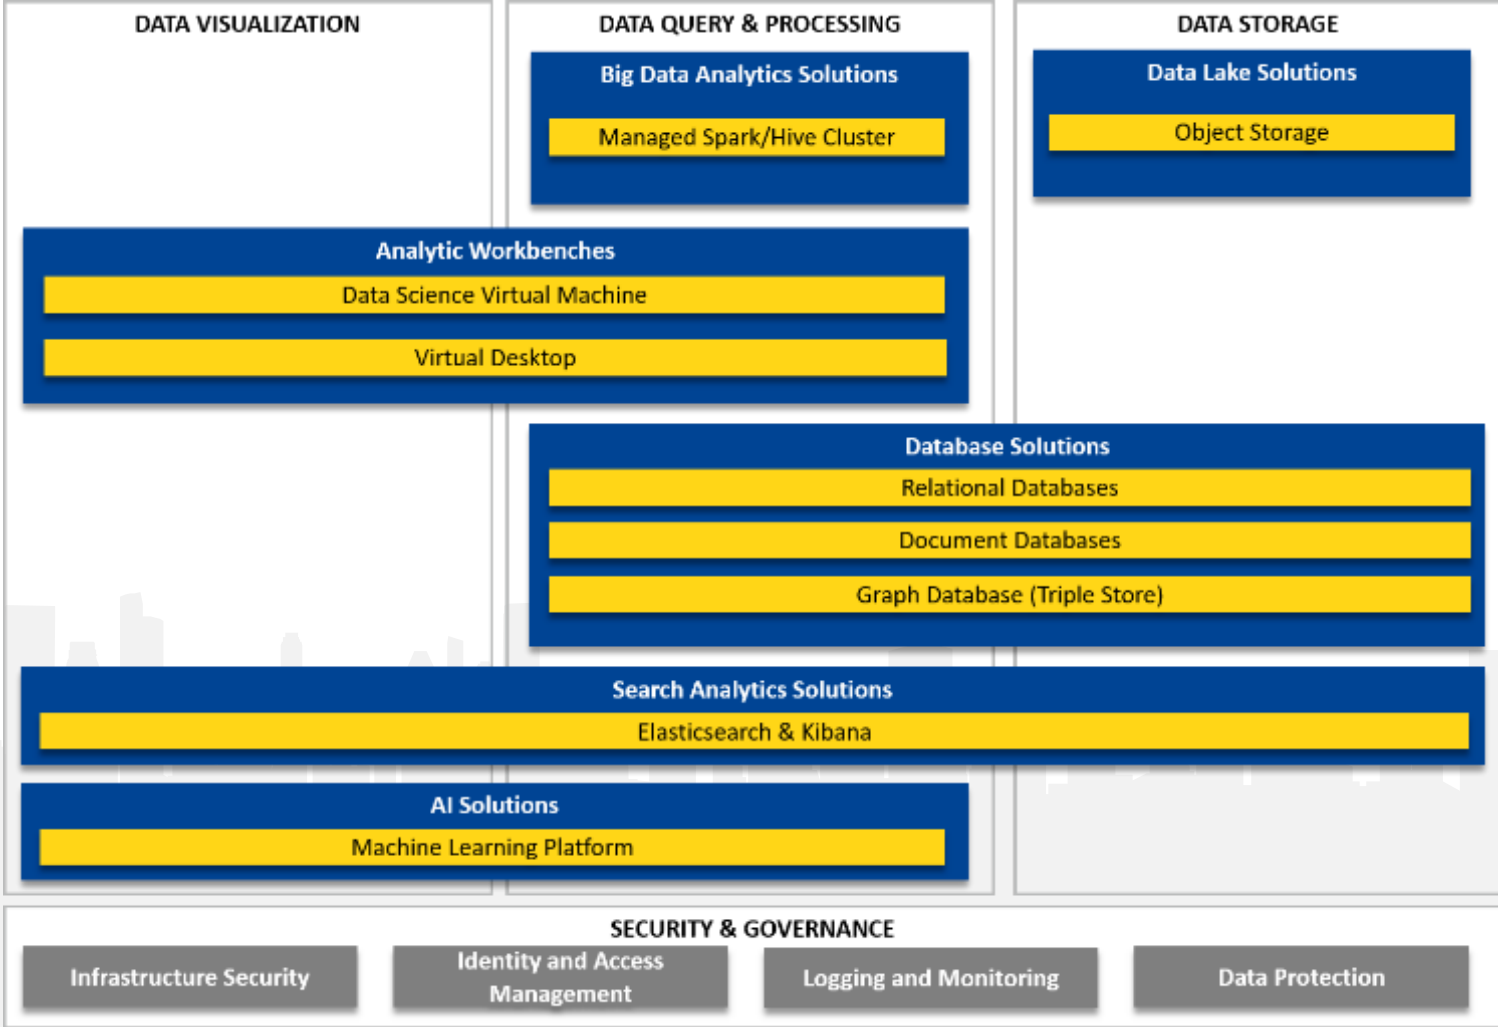 DATA VISUALIZATION
DATA QUERY & PROCESSING
DATA STORAGE
Big Data Analytics Solutions
Managed Spark/Hive Cluster
Data Lake Solutions
Object Storage
Analytic Workbenches
Data Science Virtual Machine
Virtual Desktop
Database Solutions
Relational Databases
Document Databases
Graph Database (Triple Store)
Search Analytics Solutions
Elasticsearch & Kibana
AI Solutions
Machine Learning Platform
SECURITY & GOVERNANCE
Infrastructure Security
Identity and Access
Management
Logging and Monitoring
Data Protection